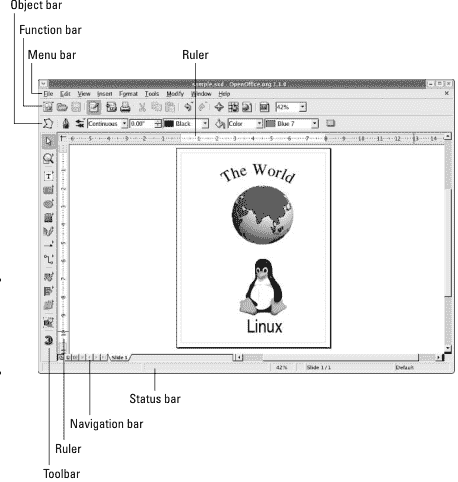 Object bar
Function bar
Menu bar
Ruler
sample.sxd - OpenOffice.org 1.1.0
File Edit View Insert Format Tools Modify Window Help
42%
Continuous 0.00" Black Color Blue 7
The World
Linux
Slide 1
42% Slide 1 / 1 Default
Status bar
Navigation bar
Ruler
Toolbar